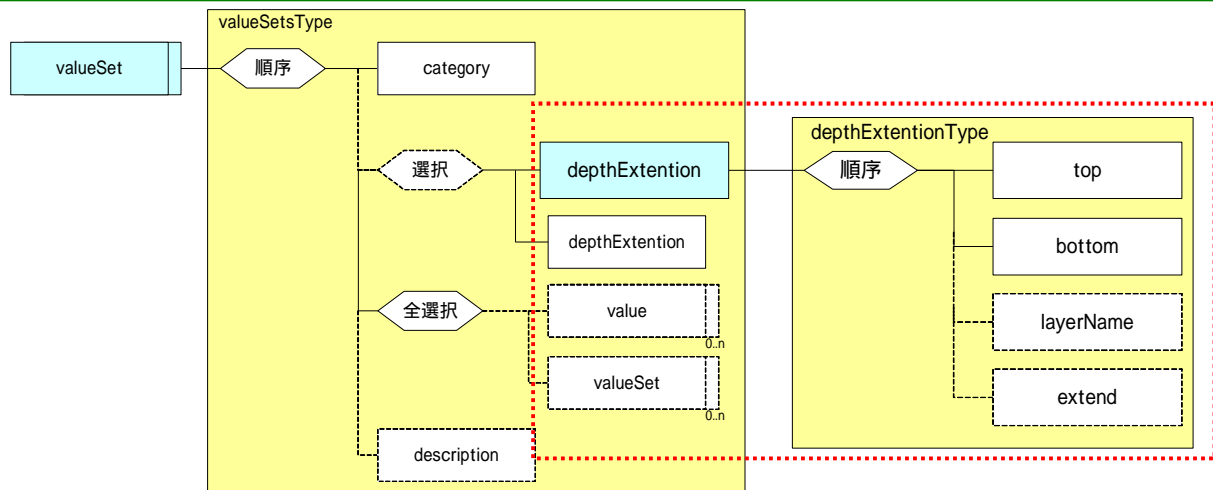 valueSetsType
valueSet
順序
category
選択
depthExtention
depthExtention
全選択
value
0..n
valueSet
0..n
description
depthExtentionType
順序
top
bottom
layerName
extend